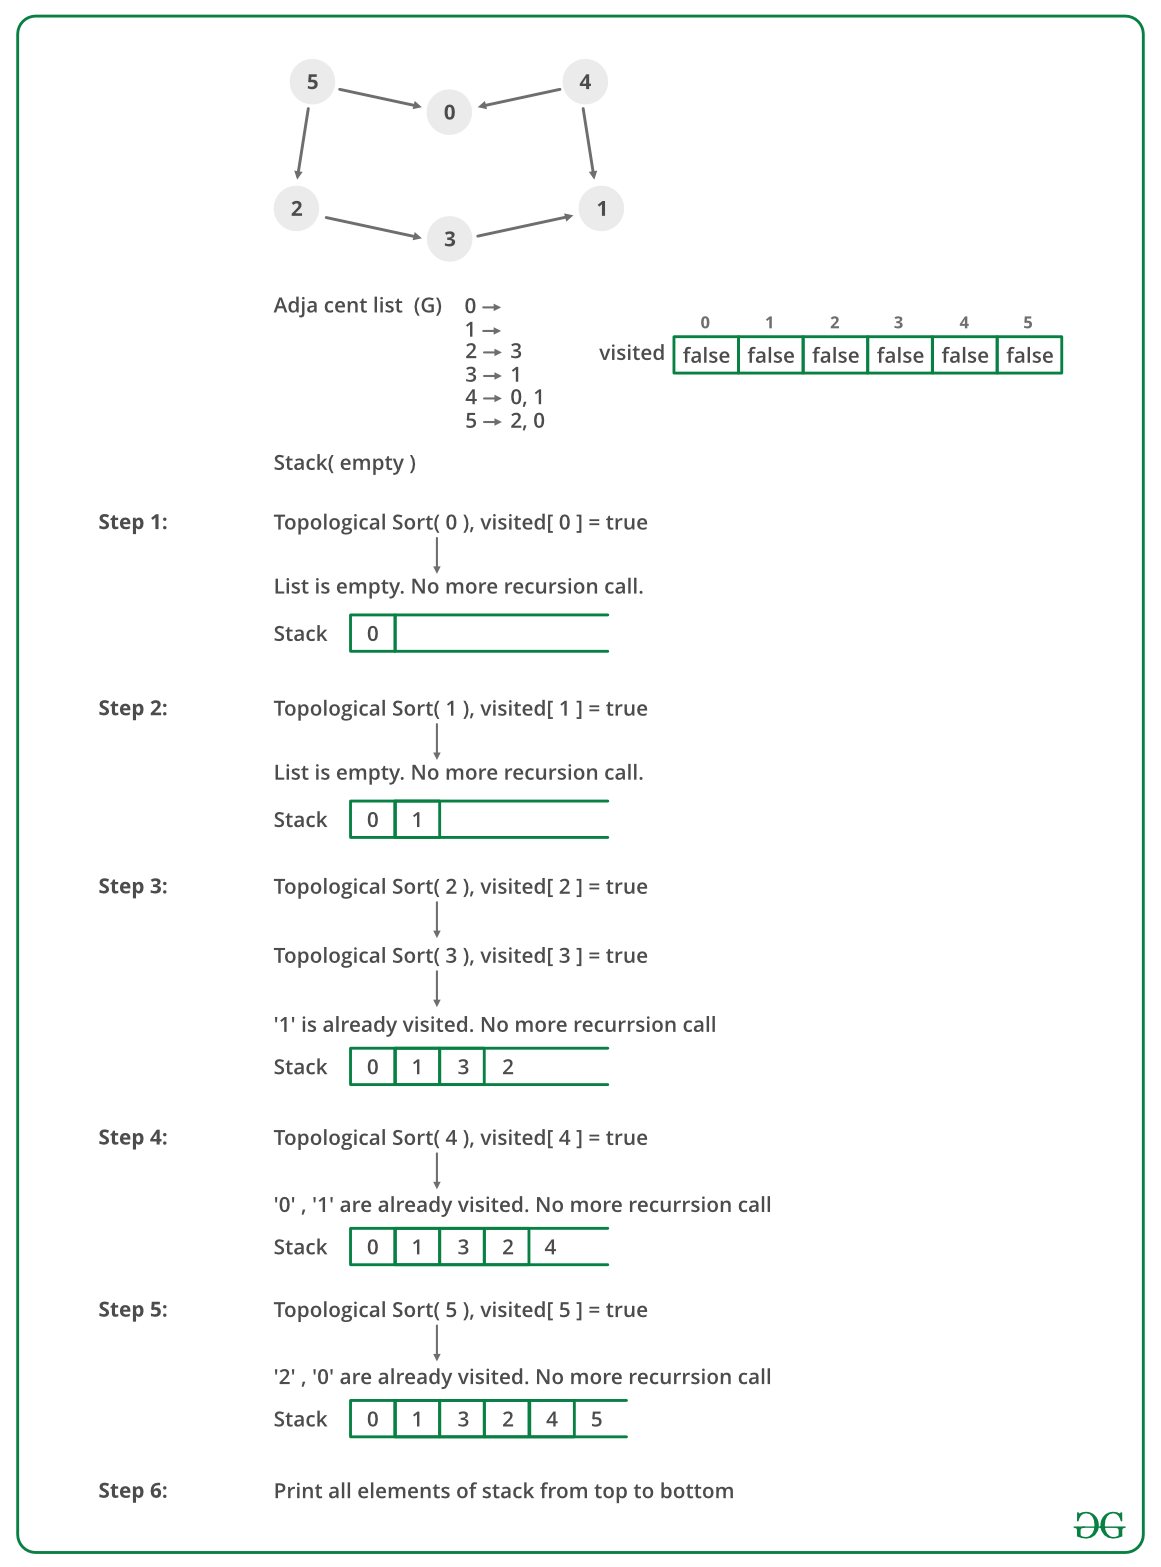 5
4
0
2
1
3
Adja cent list (G)
0 →
1 →
2 → 3
3 → 1
4 → 0, 1
5 → 2, 0
0 1 2 3 4 5
visited false false false false false false
Stack( empty )
Step 1: Topological Sort( 0 ), visited[ 0 ] = true
List is empty. No more recursion call.
Stack 0
Step 2: Topological Sort( 1 ), visited[ 1 ] = true
List is empty. No more recursion call.
Stack 0 1
Step 3: Topological Sort( 2 ), visited[ 2 ] = true
Topological Sort( 3 ), visited[ 3 ] = true
'1' is already visited. No more recurrsion call
Stack 0 1 3 2
Step 4: Topological Sort( 4 ), visited[ 4 ] = true
'0' , '1' are already visited. No more recurrsion call
Stack 0 1 3 2 4
Step 5: Topological Sort( 5 ), visited[ 5 ] = true
'2' , '0' are already visited. No more recurrsion call
Stack 0 1 3 2 4 5
Step 6: Print all elements of stack from top to bottom